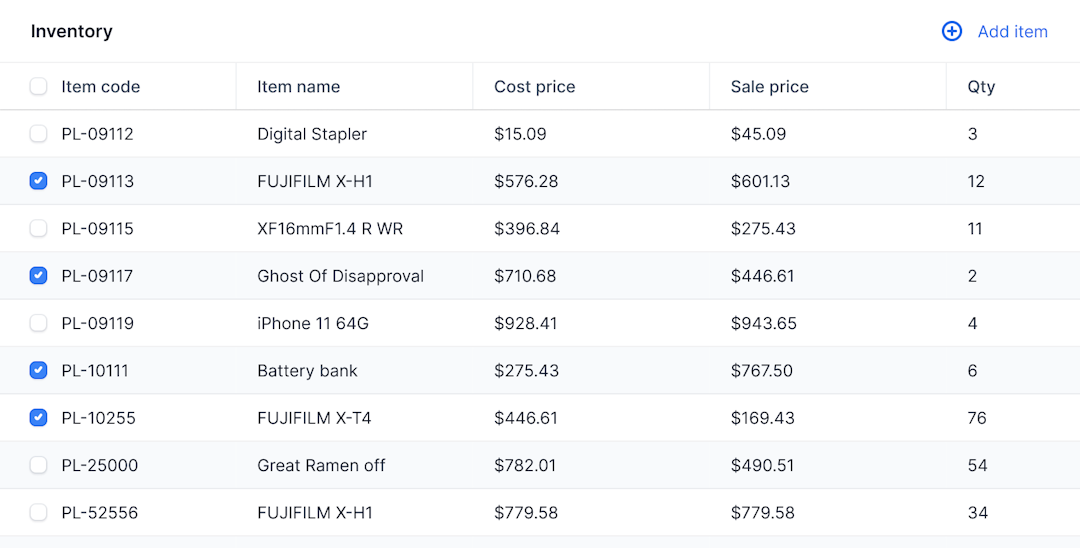 Inventory
Add item
Item code Item name Cost price Sale price Qty
PL-09112 Digital Stapler $15.09 $45.09 3
PL-09113 FUJIFILM X-H1 $576.28 $601.13 12
PL-09115 XF16mmF1.4 R WR $396.84 $275.43 11
PL-09117 Ghost Of Disapproval $710.68 $446.61 2
PL-09119 iPhone 11 64G $928.41 $943.65 4
PL-10111 Battery bank $275.43 $767.50 6
PL-10255 FUJIFILM X-T4 $446.61 $169.43 76
PL-25000 Great Ramen off $782.01 $490.51 54
PL-52556 FUJIFILM X-H1 $779.58 $779.58 34